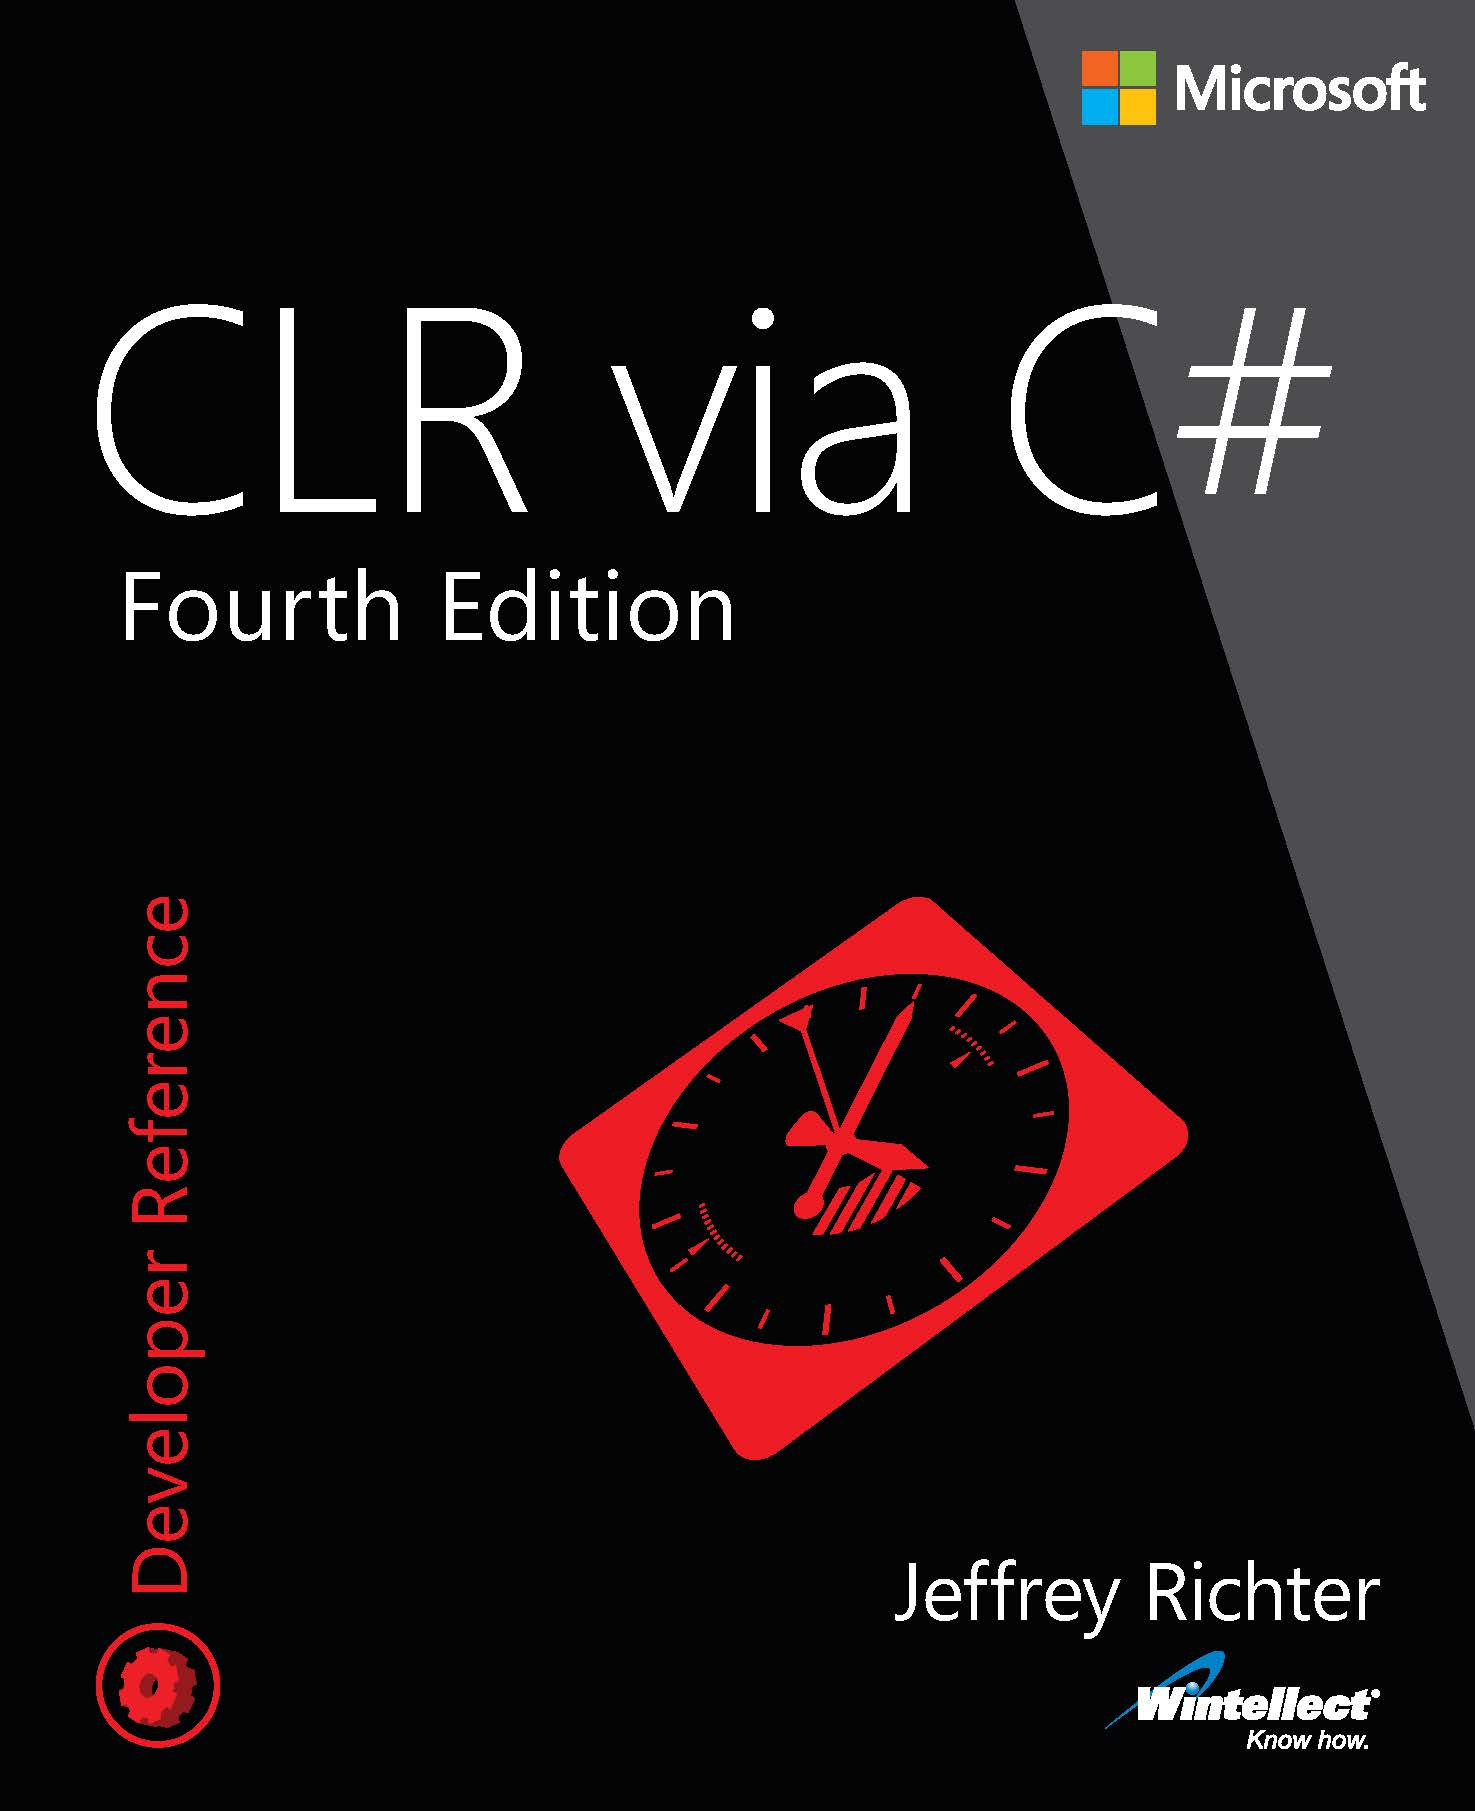 Microsoft
CLR via C#
Fourth Edition
Developer Reference
Jeffrey Richter
Wintellect
Know how.